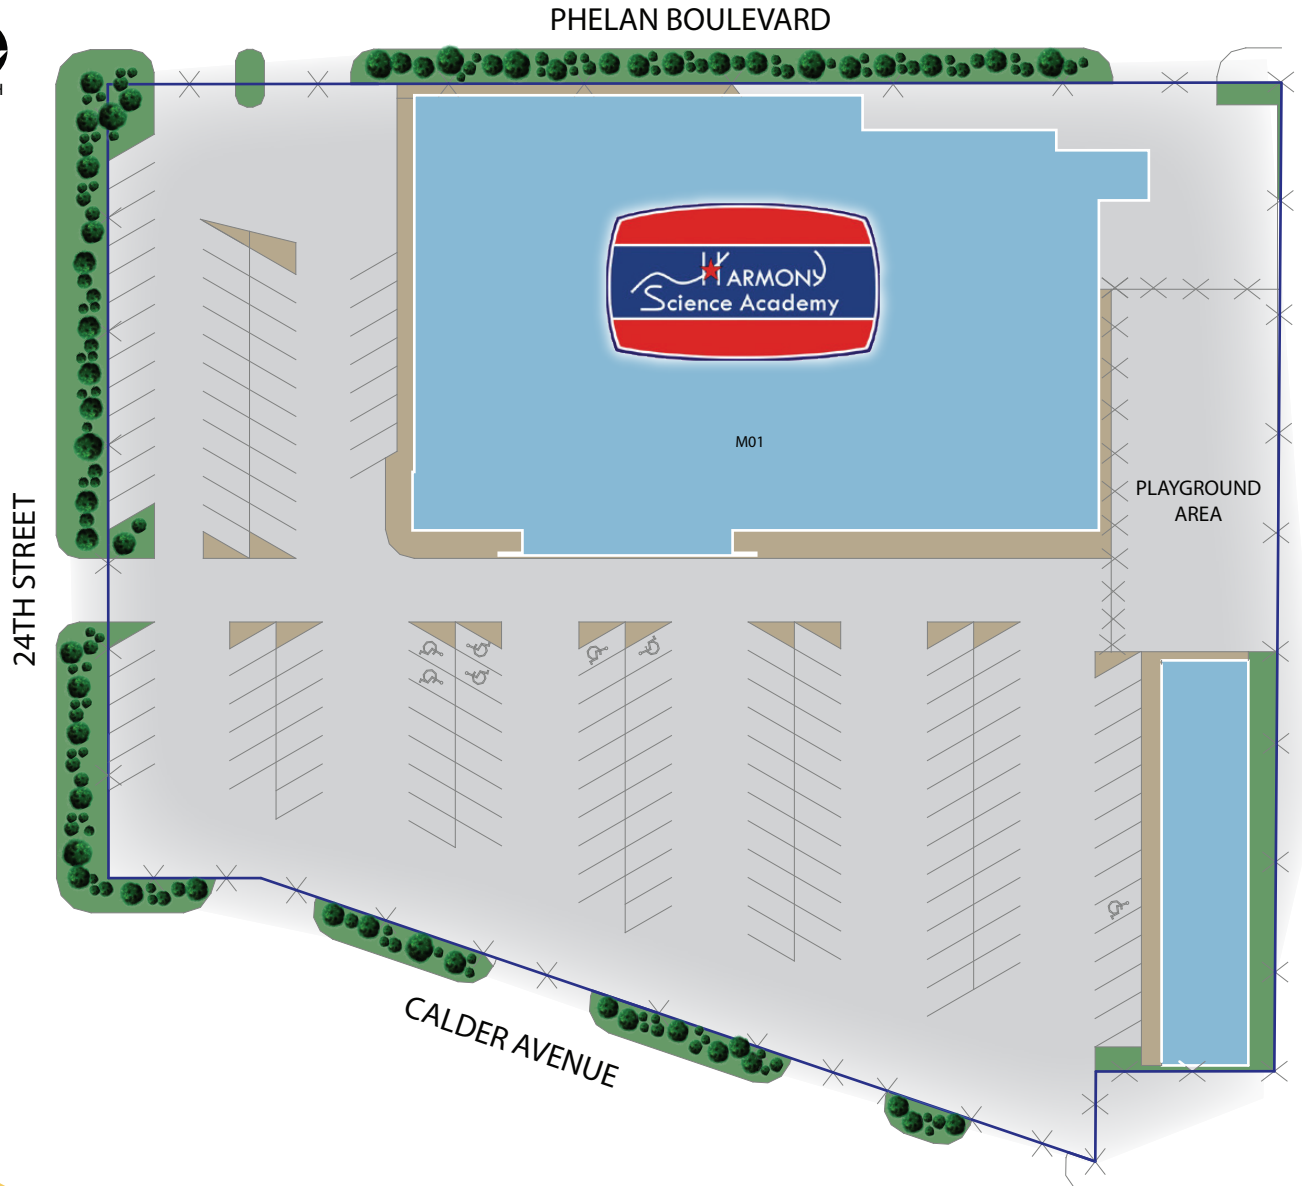 PHELAN BOULEVARD
H
HARMONY
Science Academy
M01
PLAYGROUND
AREA
24TH STREET
CALDER AVENUE